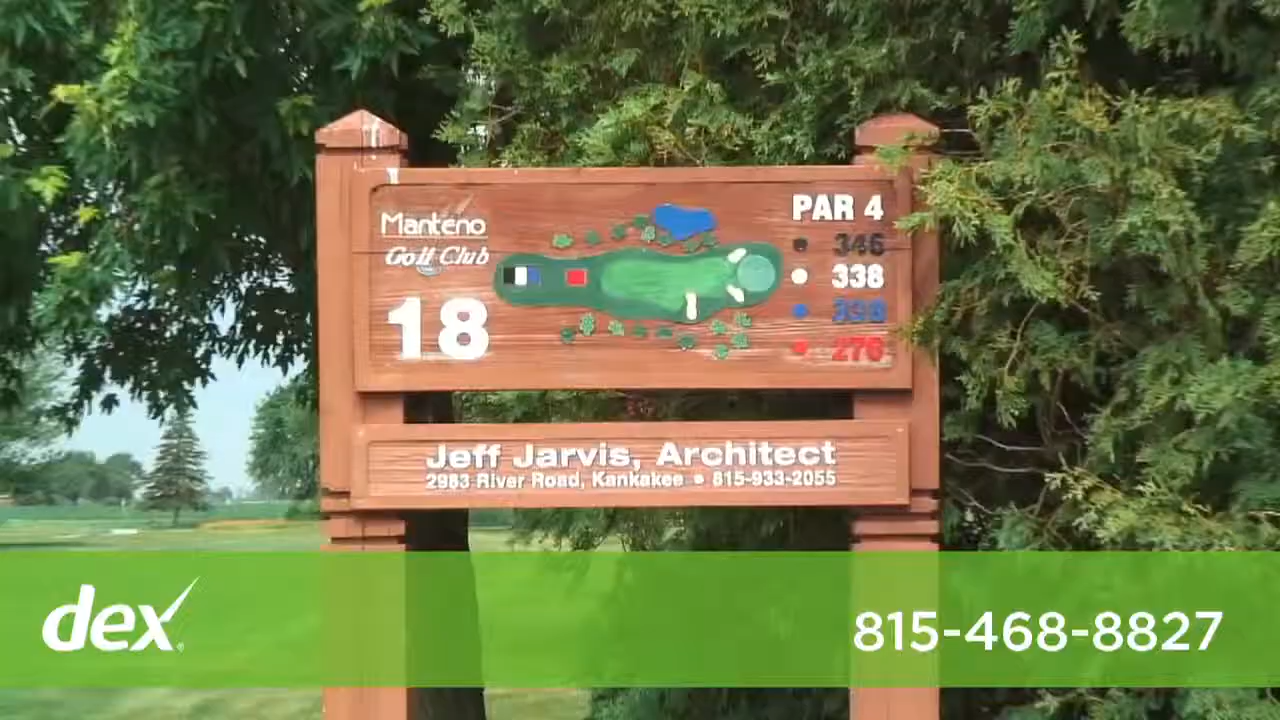 Manteno
Golf Club
18
PAR 4
346
338
276
Jeff Jarvis, Architect
2983 River Road, Kankakee • 815-933-2055
dex
815-468-8827